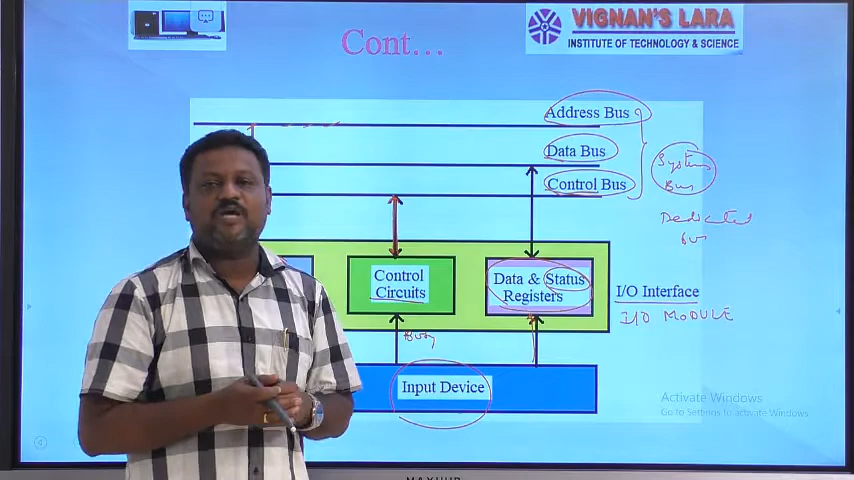 Cont...
VIGNAN'S LARA
INSTITUTE OF TECHNOLOGY & SCIENCE
Address Bus
Data Bus
Control Bus
System
Bus
Dedicated
Bus
Control
Circuits
Data & Status
Registers
I/O Interface
I/O MODULE
Busy
Input Device
Activate Windows
Go to Settings to activate Windows